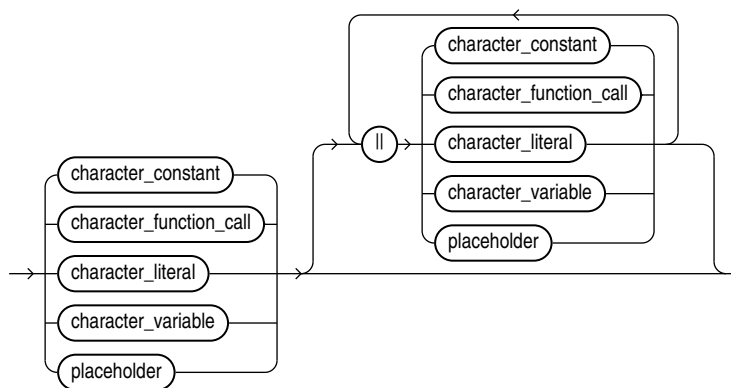 character_constant
character_function_call
character_literal
character_variable
placeholder
||
character_constant
character_function_call
character_literal
character_variable
placeholder